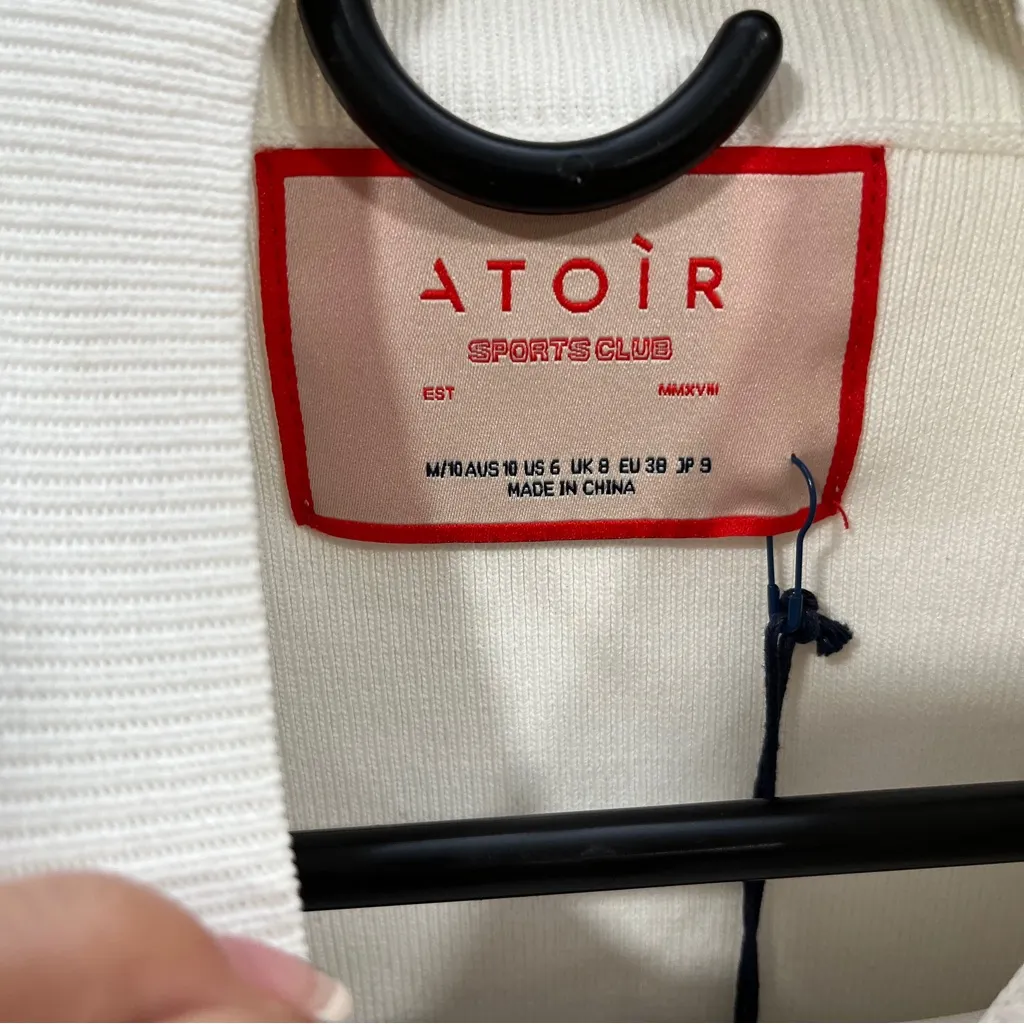 ATOÌR
SPORTS CLUB
EST MMXVIII
M/10 AUS 10 US 6 UK 8 EU 38 JP 9
MADE IN CHINA